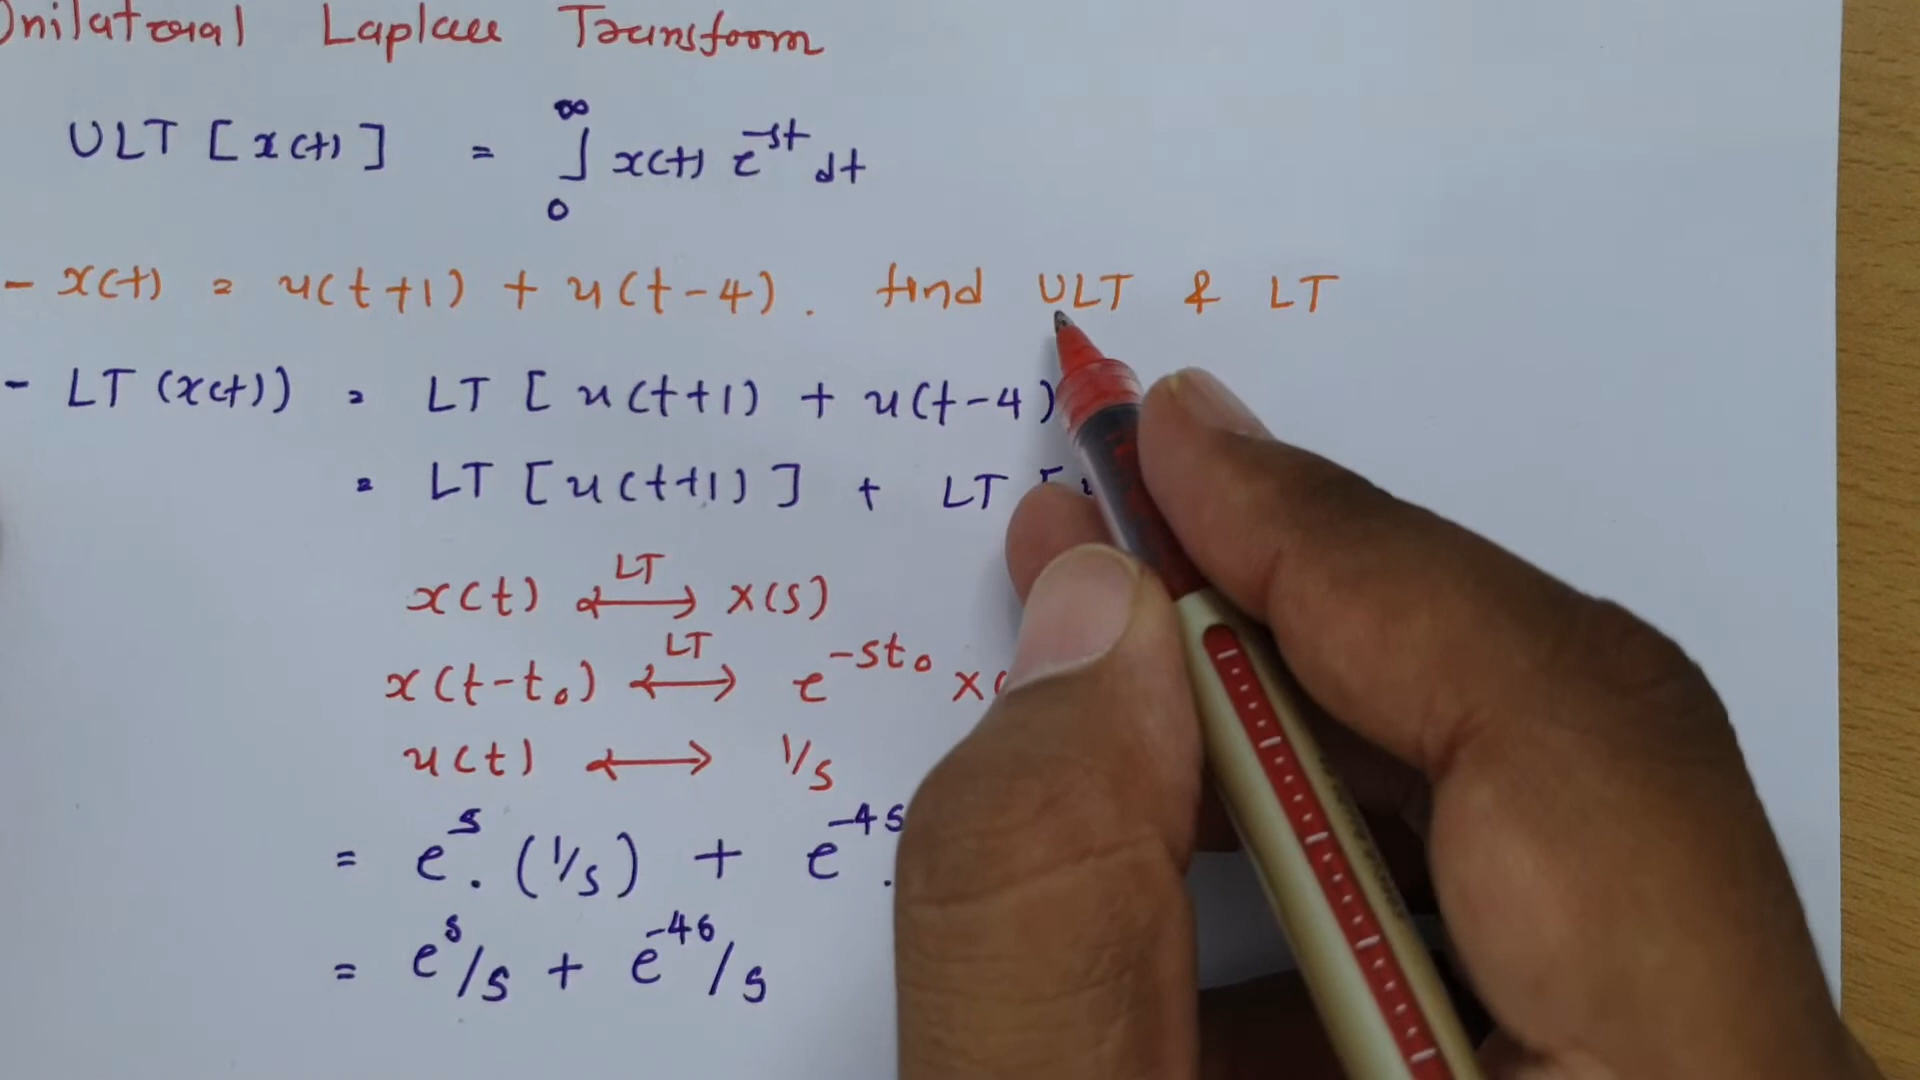 Unilateral Laplace Transform
ULT [x(t)] = ∫₀^∞ x(t) e^-st dt
- x(t) = u(t+1) + u(t-4). find ULT & LT
- LT (x(t)) = LT [u(t+1) + u(t-4)
= LT [u(t+1)] + LT [
x(t) <-LT-> X(s)
x(t-t₀) <-LT-> e^-st₀ X(
u(t) <-> 1/s
= e^s . (1/s) + e^-4s .
= e^s/s + e^-4s/s